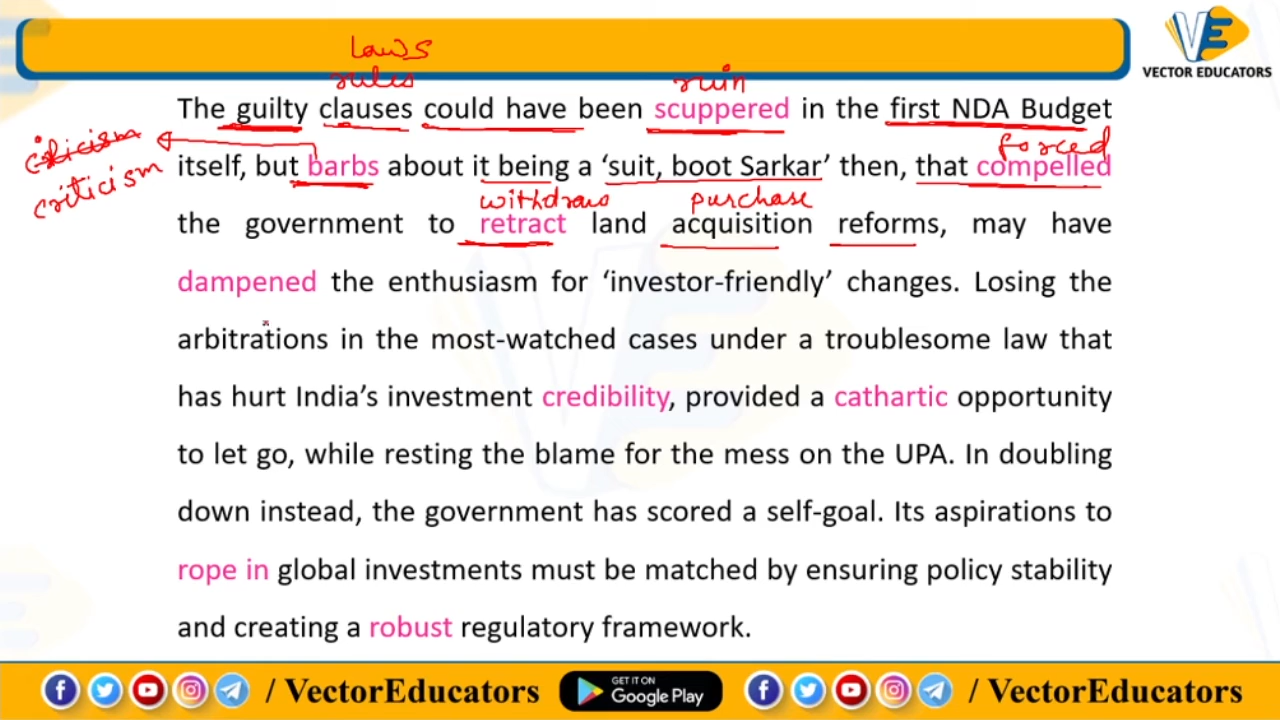 VECTOR EDUCATORS
laws
rules
ruin
The guilty clauses could have been scuppered in the first NDA Budget
forced
criticism
itself, but barbs about it being a ‘suit, boot Sarkar’ then, that compelled
criticism
withdraw purchase
the government to retract land acquisition reforms, may have
dampened the enthusiasm for ‘investor-friendly’ changes. Losing the
arbitrations in the most-watched cases under a troublesome law that
has hurt India’s investment credibility, provided a cathartic opportunity
to let go, while resting the blame for the mess on the UPA. In doubling
down instead, the government has scored a self-goal. Its aspirations to
rope in global investments must be matched by ensuring policy stability
and creating a robust regulatory framework.
/ VectorEducators GET IT ON Google Play / VectorEducators